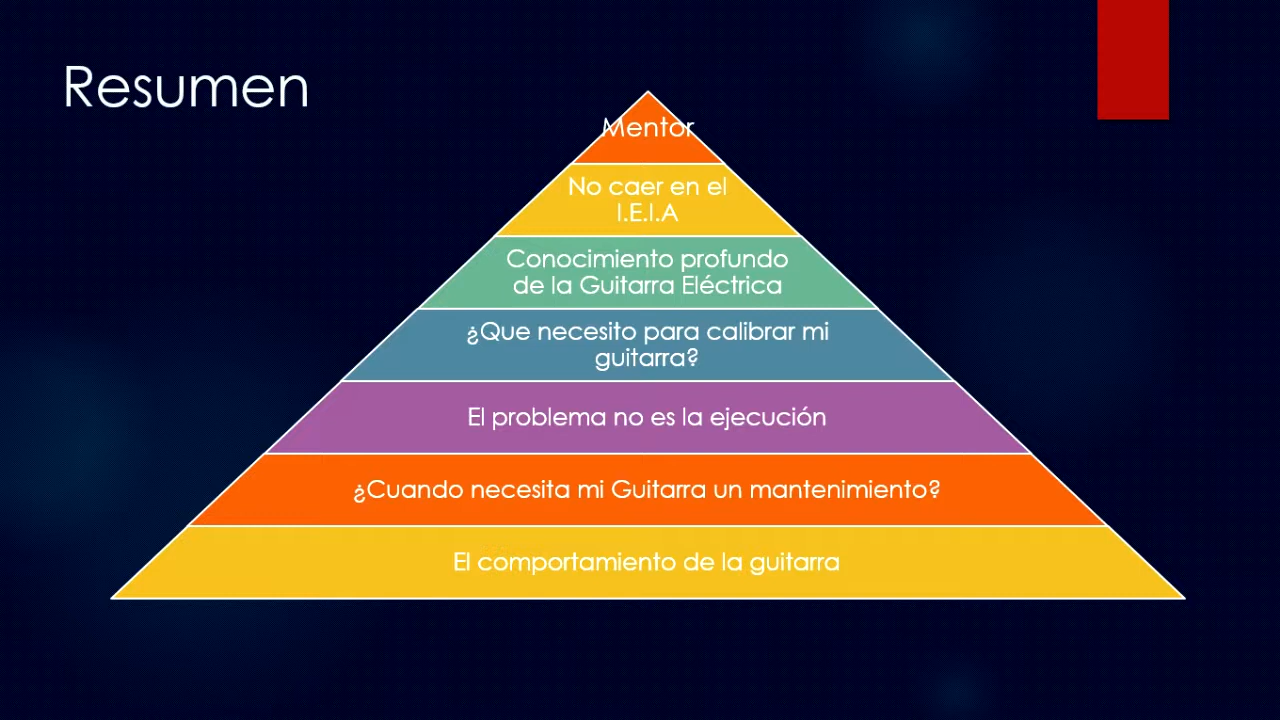 Resumen
Mentor
No caer en el
I.E.I.A
Conocimiento profundo
de la Guitarra Eléctrica
¿Que necesito para calibrar mi
guitarra?
El problema no es la ejecución
¿Cuando necesita mi Guitarra un mantenimiento?
El comportamiento de la guitarra